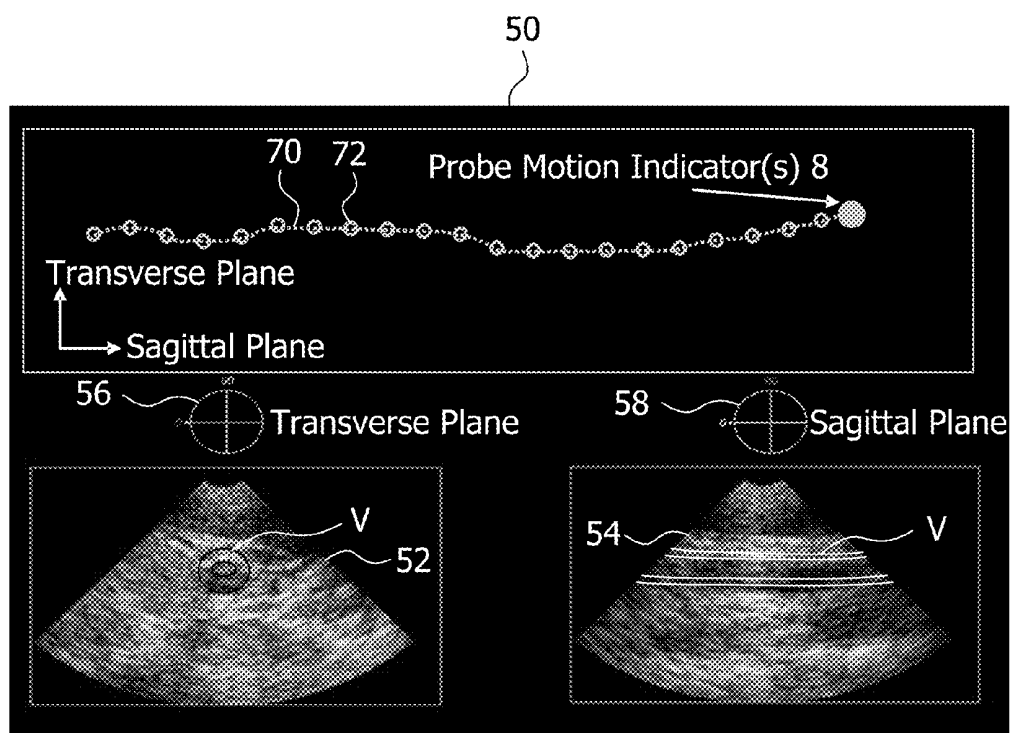 50
70 72
Probe Motion Indicator(s) 8
Transverse Plane
Sagittal Plane
56 Transverse Plane
58 Sagittal Plane
V
52
54 V